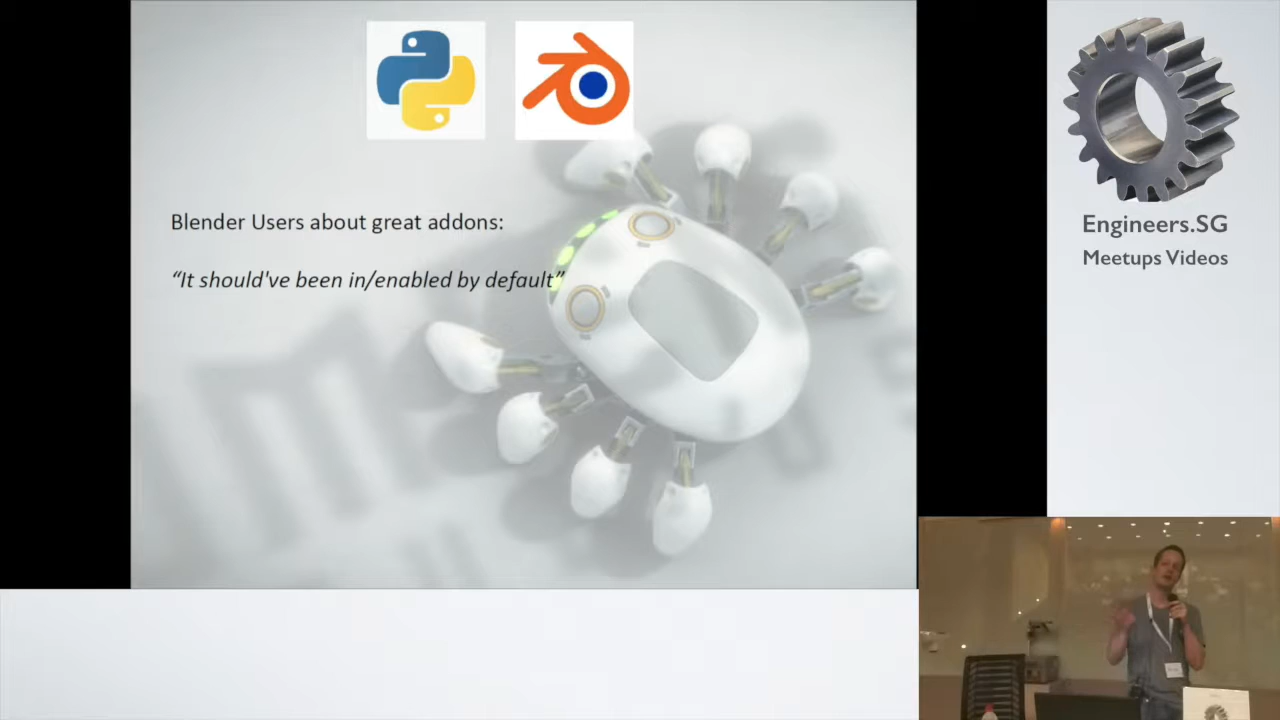 Blender Users about great addons:
“It should've been in/enabled by default”
Engineers.SG
Meetups Videos